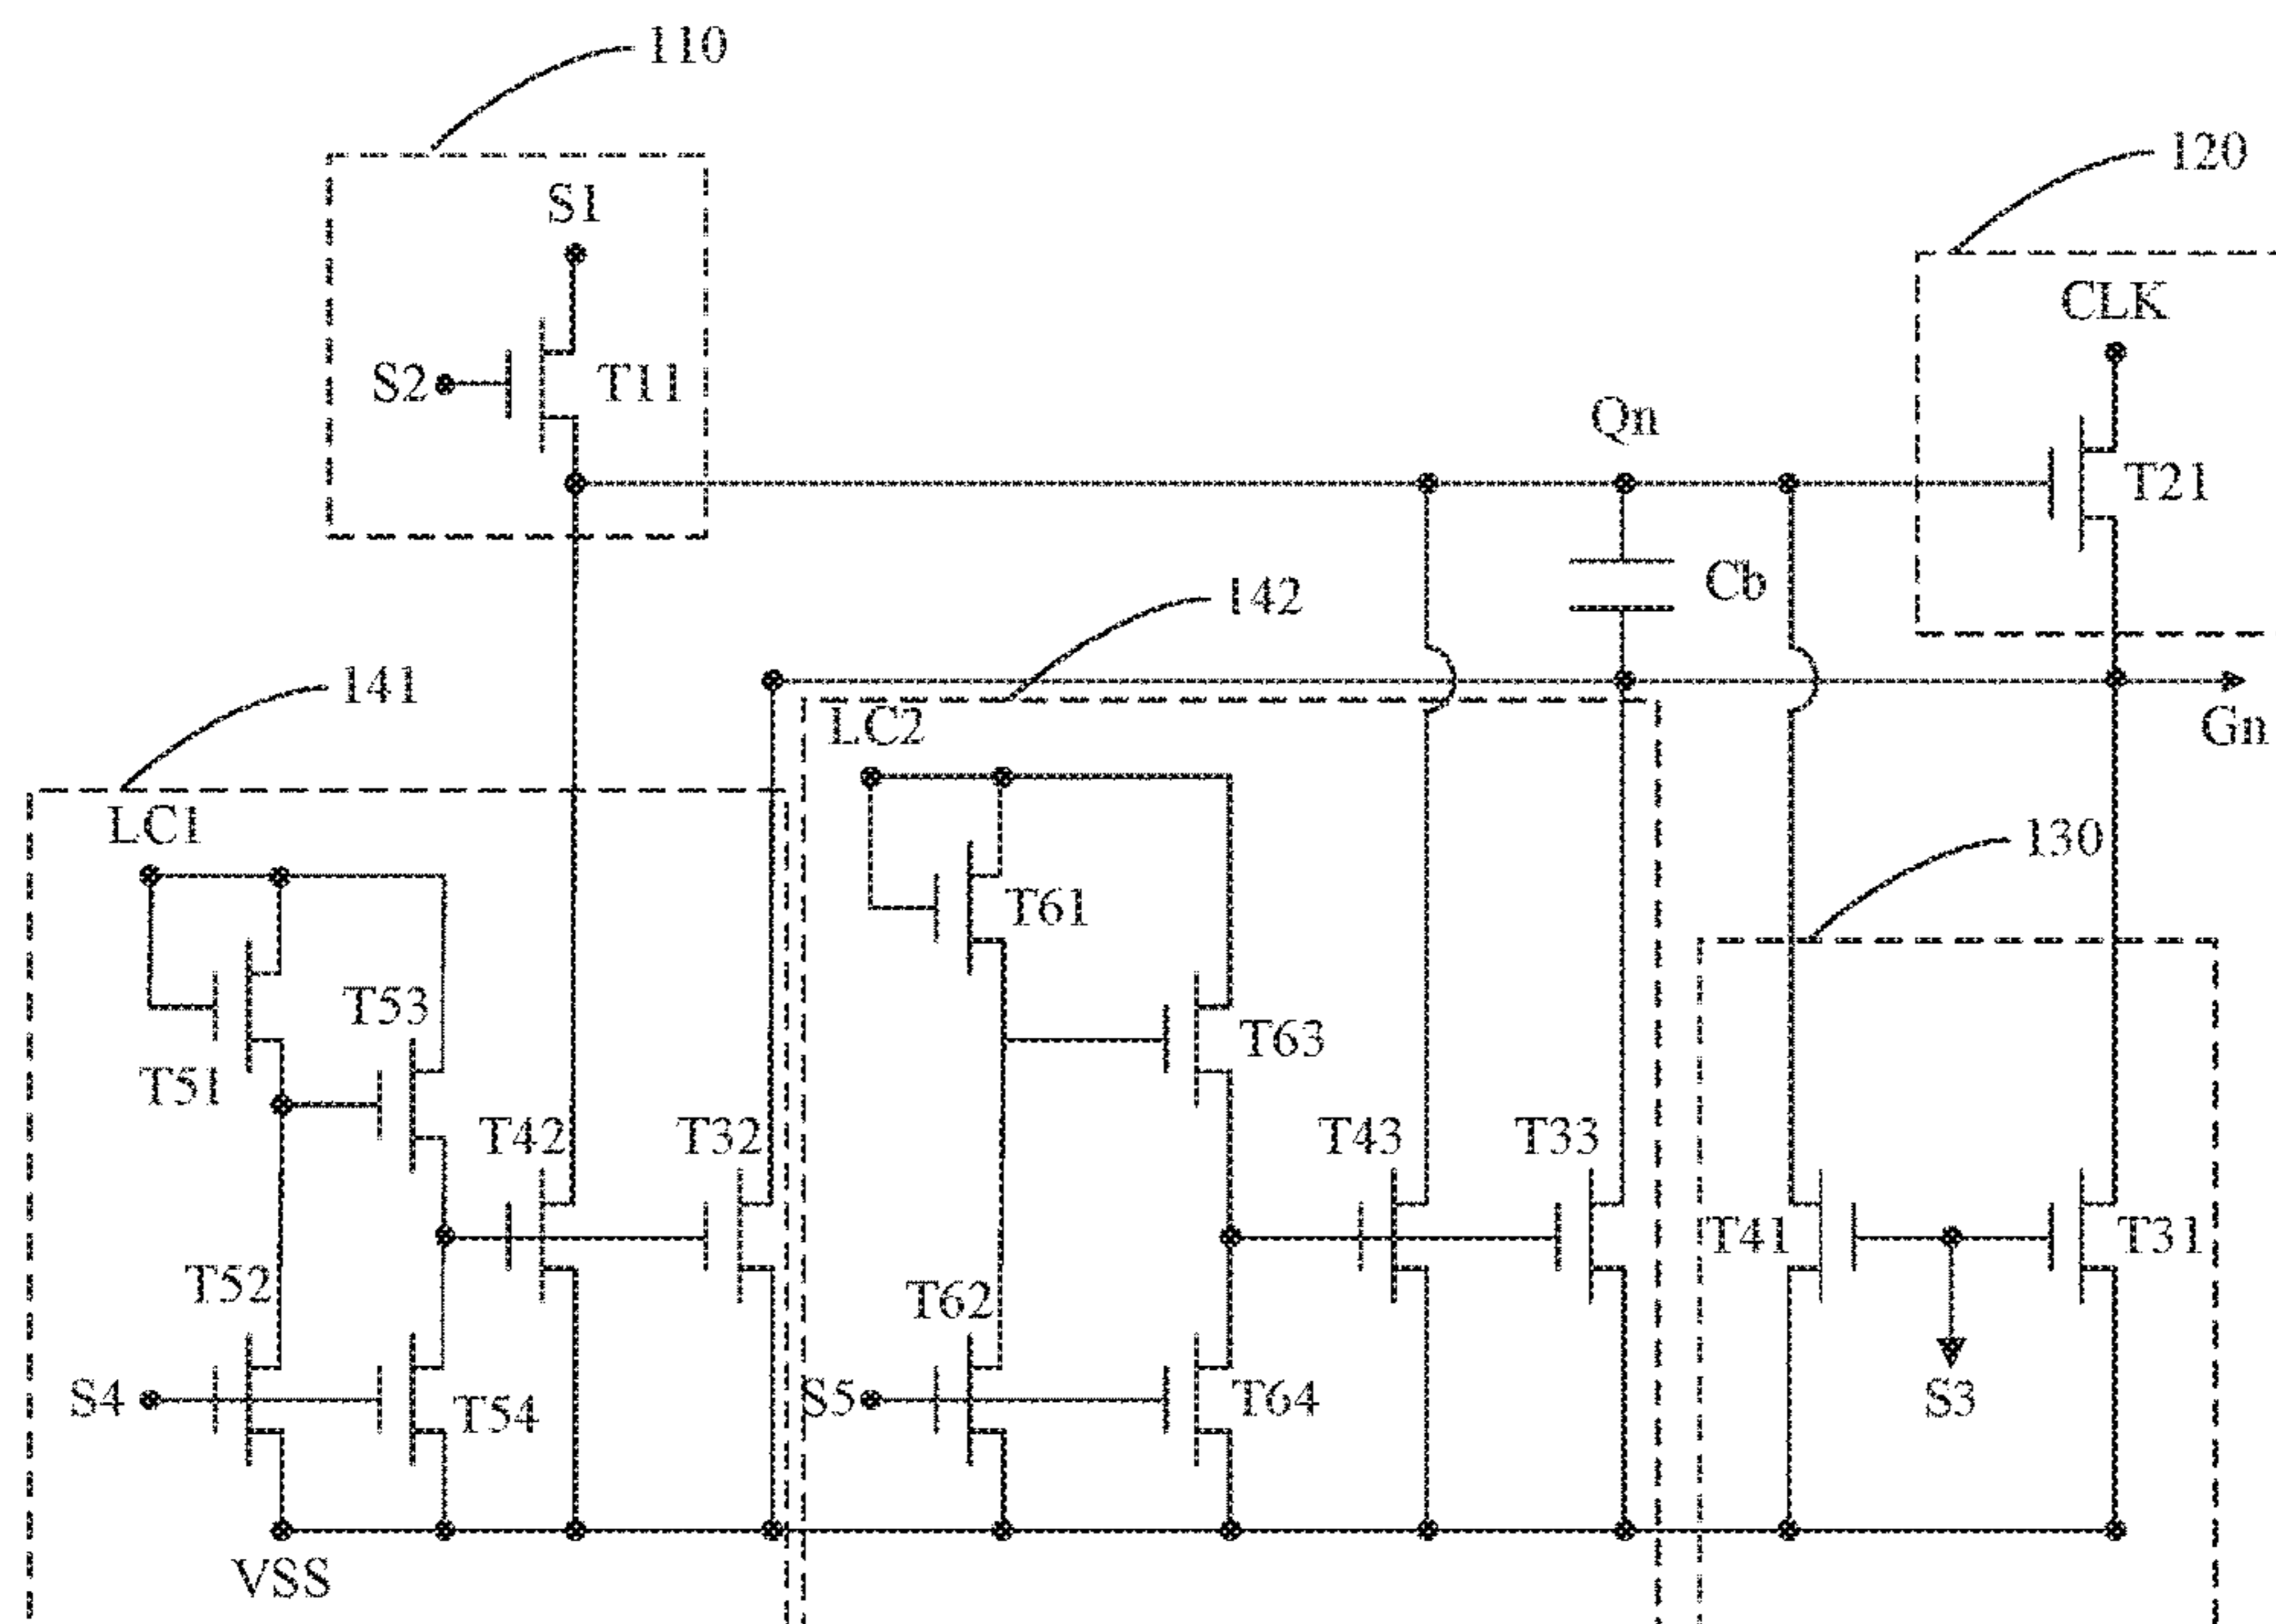 110
120
S1
CLK
S2
T11
Qn
T21
Cb
142
141
LC2
Gn
LC1
130
T61
T53
T63
T51
T42
T32
T43
T33
T41
T31
T52
T62
S4
T54
S5
T64
S3
VSS